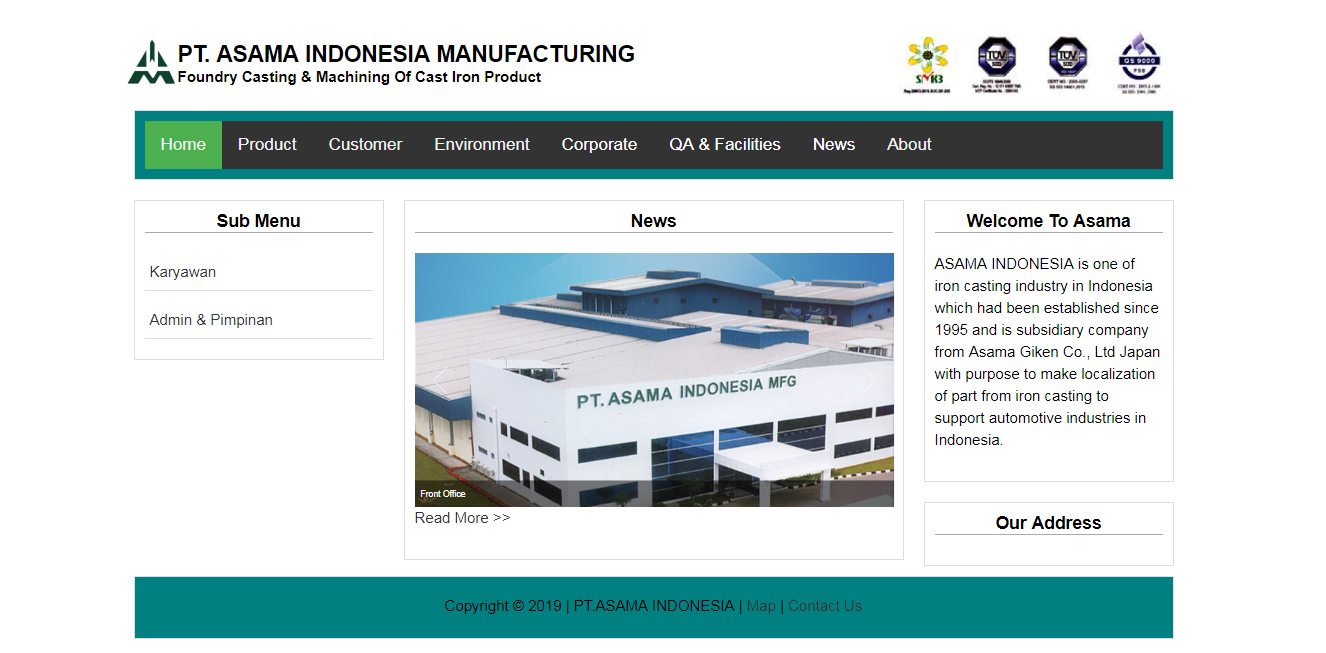 PT. ASAMA INDONESIA MANUFACTURING
Foundry Casting & Machining Of Cast Iron Product
SMK3
TUV
TUV
QS 9000
PSB
Home Product Customer Environment Corporate QA & Facilities News About
Sub Menu
Karyawan
Admin & Pimpinan
News
PT. ASAMA INDONESIA MFG
Front Office
Read More >>
Welcome To Asama
ASAMA INDONESIA is one of
iron casting industry in Indonesia
which had been established since
1995 and is subsidiary company
from Asama Giken Co., Ltd Japan
with purpose to make localization
of part from iron casting to
support automotive industries in
Indonesia.
Our Address
Copyright © 2019 | PT.ASAMA INDONESIA | Map | Contact Us